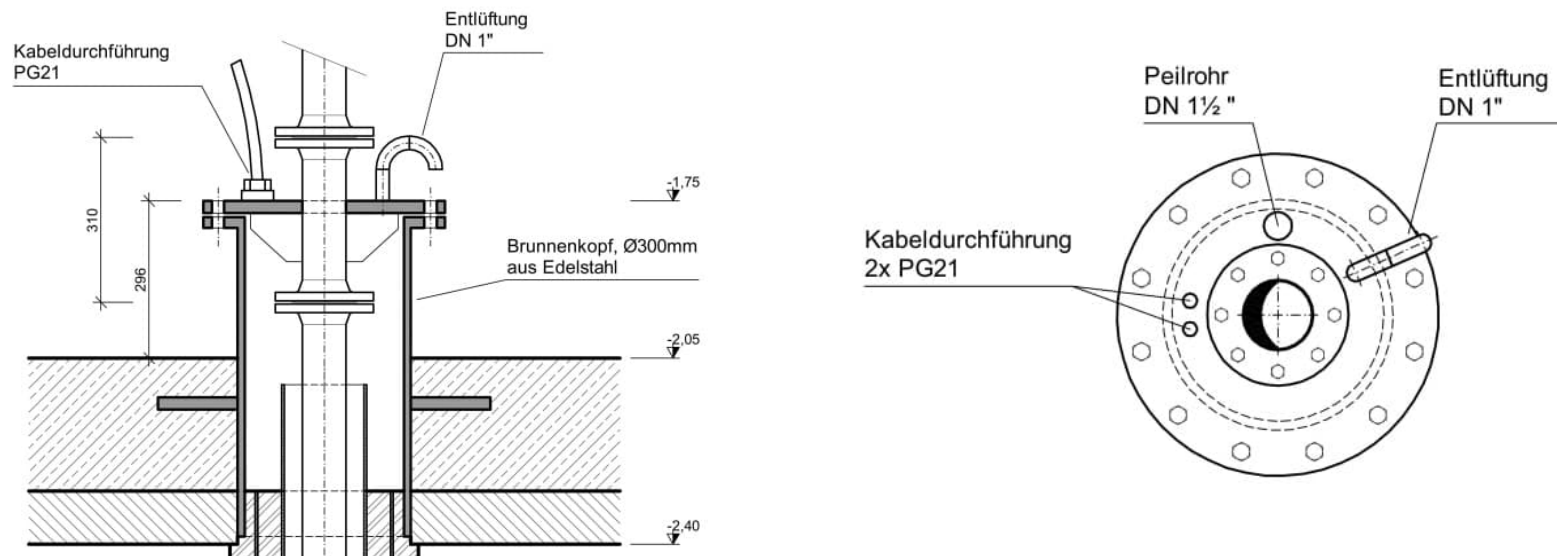 Entlüftung
DN 1"
Kabeldurchführung
PG21
-1,75
310
296
Brunnenkopf, Ø300mm
aus Edelstahl
-2,05
-2,40
Peilrohr
DN 1½ "
Entlüftung
DN 1"
Kabeldurchführung
2x PG21